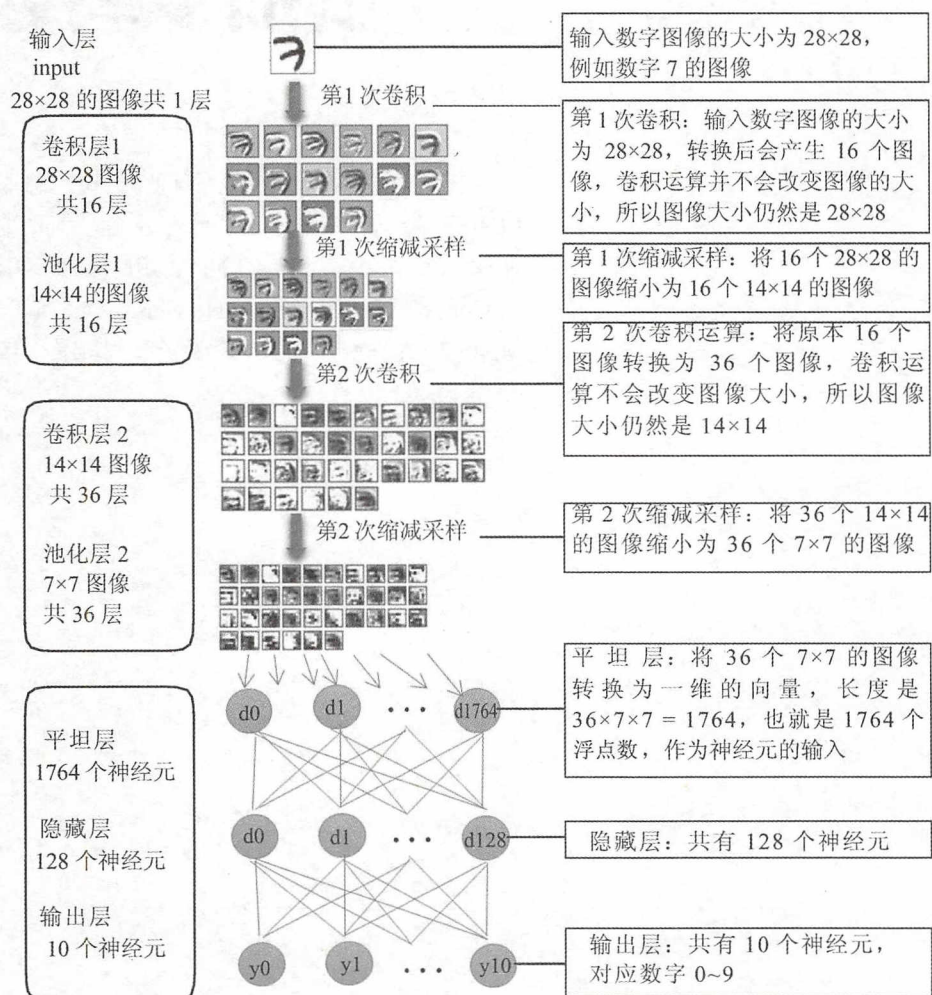 输入层
input
28×28 的图像共 1 层
输入数字图像的大小为 28×28，
例如数字 7 的图像
第1 次卷积
卷积层1
28×28 图像
共16 层
池化层1
14×14 的图像
共 16 层
第 1 次卷积：输入数字图像的大小
为 28×28，转换后会产生 16 个图
像，卷积运算并不会改变图像的大
小，所以图像大小仍然是 28×28
第1 次缩减采样
第 1 次缩减采样：将 16 个 28×28 的
图像缩小为 16 个 14×14 的图像
第2 次卷积
第 2 次卷积运算：将原本 16 个
图像转换为 36 个图像，卷积运
算不会改变图像大小，所以图像
大小仍然是 14×14
卷积层 2
14×14 图像
共 36 层
池化层 2
7×7 图像
共 36 层
第2 次缩减采样
第 2 次缩减采样：将 36 个 14×14
的图像缩小为 36 个 7×7 的图像
平坦层
1764 个神经元
隐藏层
128 个神经元
输出层
10 个神经元
d0 d1 ··· d1764
平 坦 层：将 36 个 7×7 的图像
转换为一维的向量，长度是
36×7×7 = 1764，也就是 1764 个
浮点数，作为神经元的输入
d0 d1 ··· d128
隐藏层：共有 128 个神经元
y0 y1 ··· y10
输出层：共有 10 个神经元，
对应数字 0~9